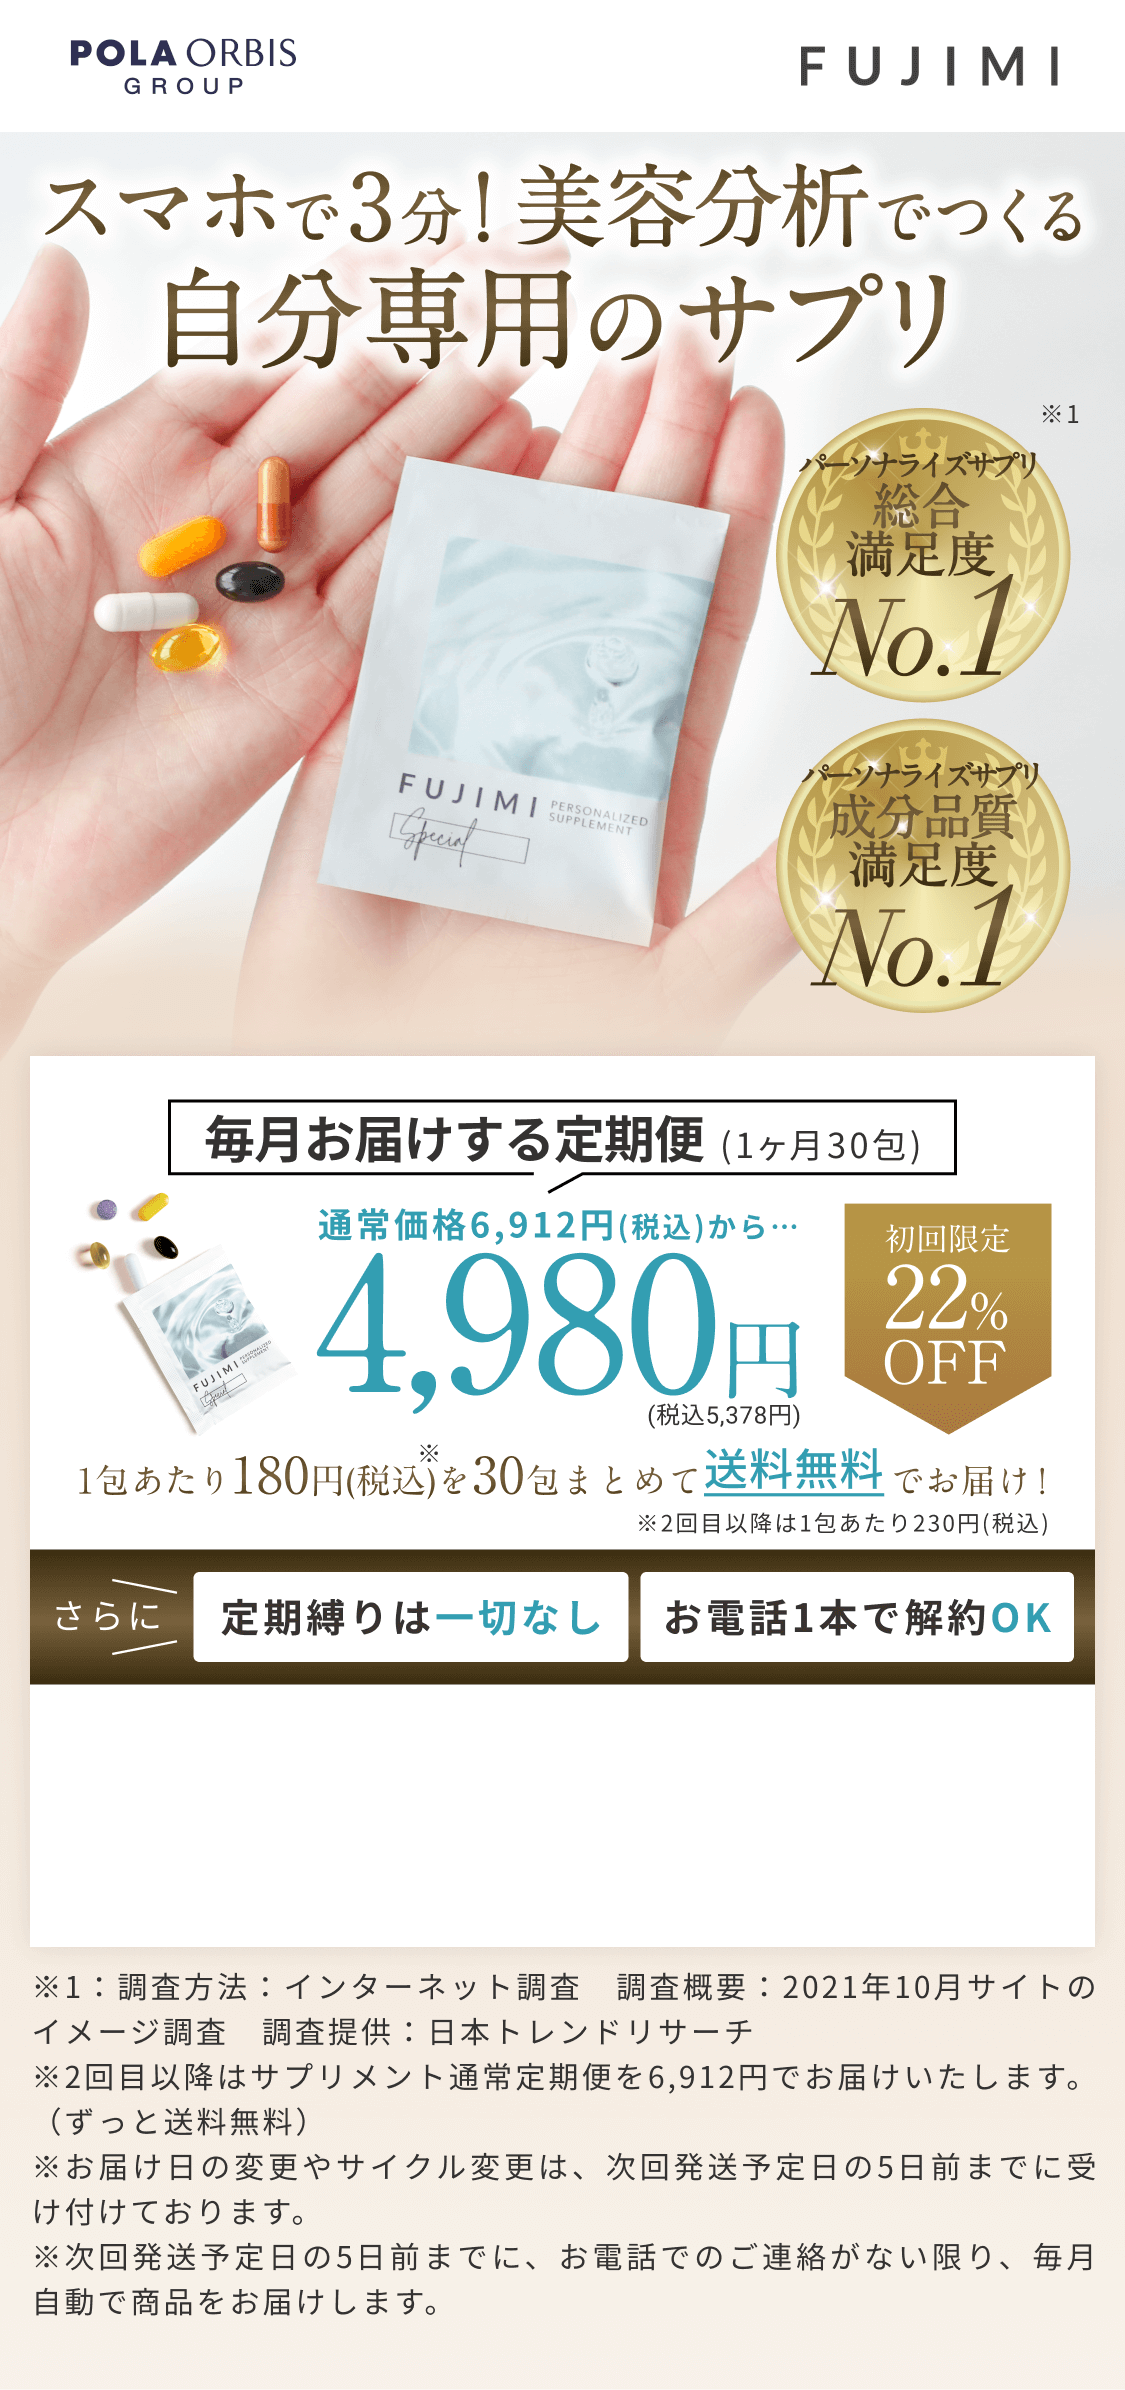 POLA ORBIS
GROUP
FUJIMI
スマホで3分!美容分析でつくる
自分専用のサプリ
※1
パーソナライズサプリ
総合
満足度
No.1
FUJIMI PERSONALIZED
SUPPLEMENT
Special
パーソナライズサプリ
成分品質
満足度
No.1
毎月お届けする定期便 (1ヶ月30包)
通常価格6,912円(税込)から…
4,980円
(税込5,378円)
初回限定
22%
OFF
FUJIMI PERSONALIZED
SUPPLEMENT
Special
1包あたり180円(税込)※を30包まとめて送料無料でお届け!
※2回目以降は1包あたり230円(税込)
さらに
定期縛りは一切なし
お電話1本で解約OK
※1：調査方法：インターネット調査　調査概要：2021年10月サイトの
イメージ調査　調査提供：日本トレンドリサーチ
※2回目以降はサプリメント通常定期便を6,912円でお届けいたします。
（ずっと送料無料）
※お届け日の変更やサイクル変更は、次回発送予定日の5日前までに受
け付けております。
※次回発送予定日の5日前までに、お電話でのご連絡がない限り、毎月
自動で商品をお届けします。